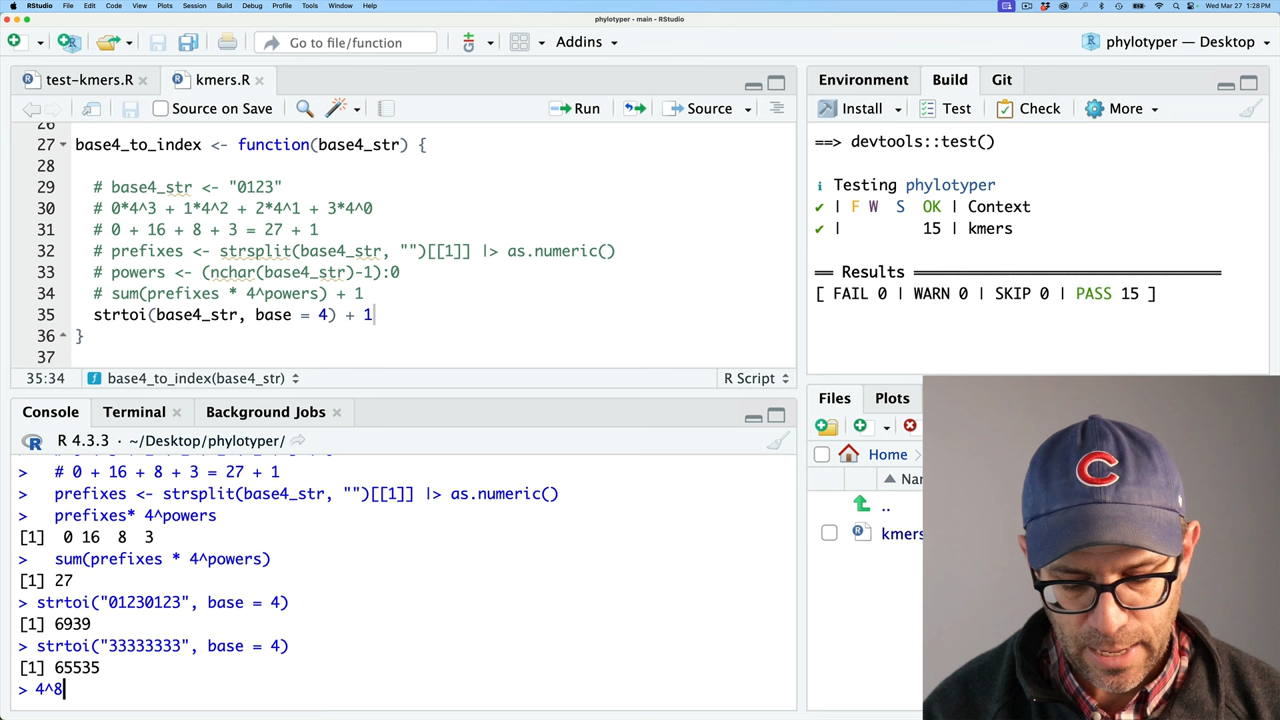 RStudio File Edit Code View Plots Session Build Debug Profile Tools Window Help Wed Mar 27 1:28 PM
phylotyper - main - RStudio
Go to file/function Addins phylotyper — Desktop
test-kmers.R kmers.R
Source on Save Run Source
26
27 base4_to_index <- function(base4_str) {
28
29 # base4_str <- "0123"
30 # 0*4^3 + 1*4^2 + 2*4^1 + 3*4^0
31 # 0 + 16 + 8 + 3 = 27 + 1
32 # prefixes <- strsplit(base4_str, "")[[1]] |> as.numeric()
33 # powers <- (nchar(base4_str)-1):0
34 # sum(prefixes * 4^powers) + 1
35 strtoi(base4_str, base = 4) + 1
36 }
37
35:34 base4_to_index(base4_str) R Script
Console Terminal Background Jobs
R 4.3.3 · ~/Desktop/phylotyper/
> # 0 + 16 + 8 + 3 = 27 + 1
> prefixes <- strsplit(base4_str, "")[[1]] |> as.numeric()
> prefixes* 4^powers
[1] 0 16 8 3
> sum(prefixes * 4^powers)
[1] 27
> strtoi("01230123", base = 4)
[1] 6939
> strtoi("33333333", base = 4)
[1] 65535
> 4^8
Environment Build Git
Install Test Check More
==> devtools::test()
ℹ Testing phylotyper
✔ | F W S OK | Context
✔ | 15 | kmers
══ Results ════════════════════════
[ FAIL 0 | WARN 0 | SKIP 0 | PASS 15 ]
Files Plots
Home
..
kmers
C